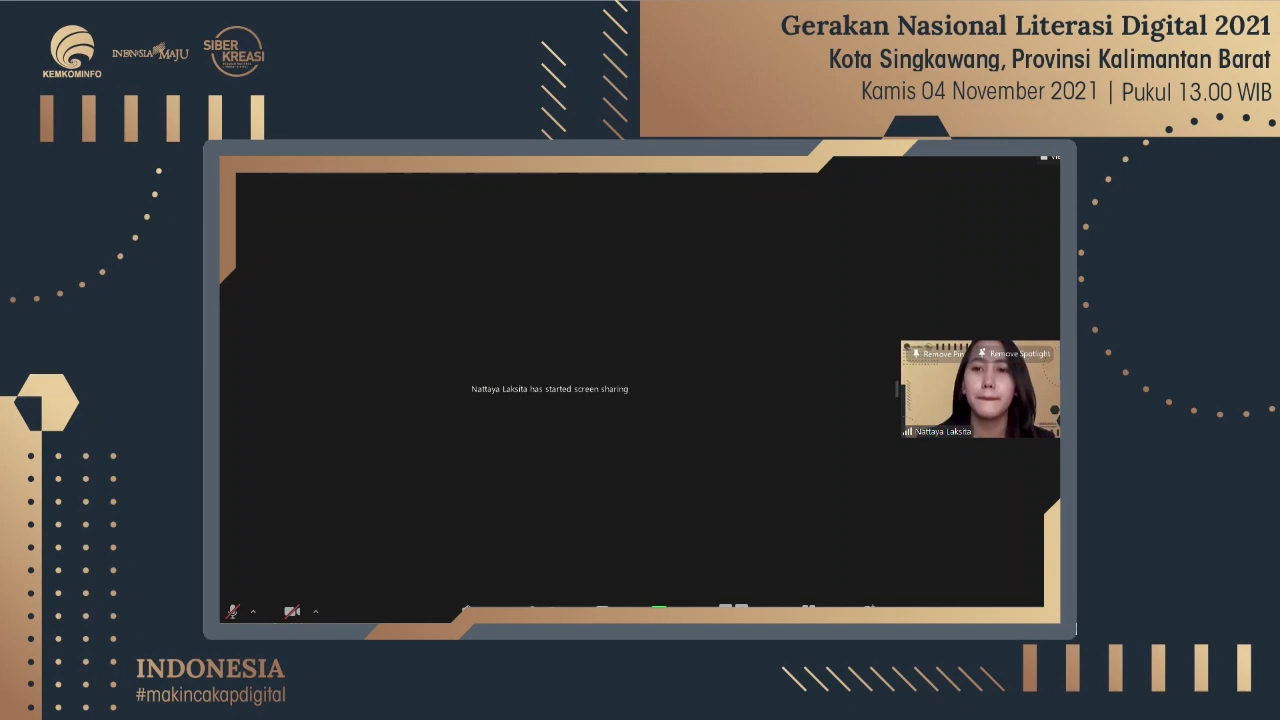 KEMKOMINFO
INDONESIA MAJU
SIBER
KREASI
Gerakan Nasional Literasi Digital 2021
Kota Singkawang, Provinsi Kalimantan Barat
Kamis 04 November 2021 | Pukul 13.00 WIB
Remove Pin
Remove Spotlight
Nattaya Laksita has started screen sharing
Nattaya Laksita
INDONESIA
#makincakapdigital